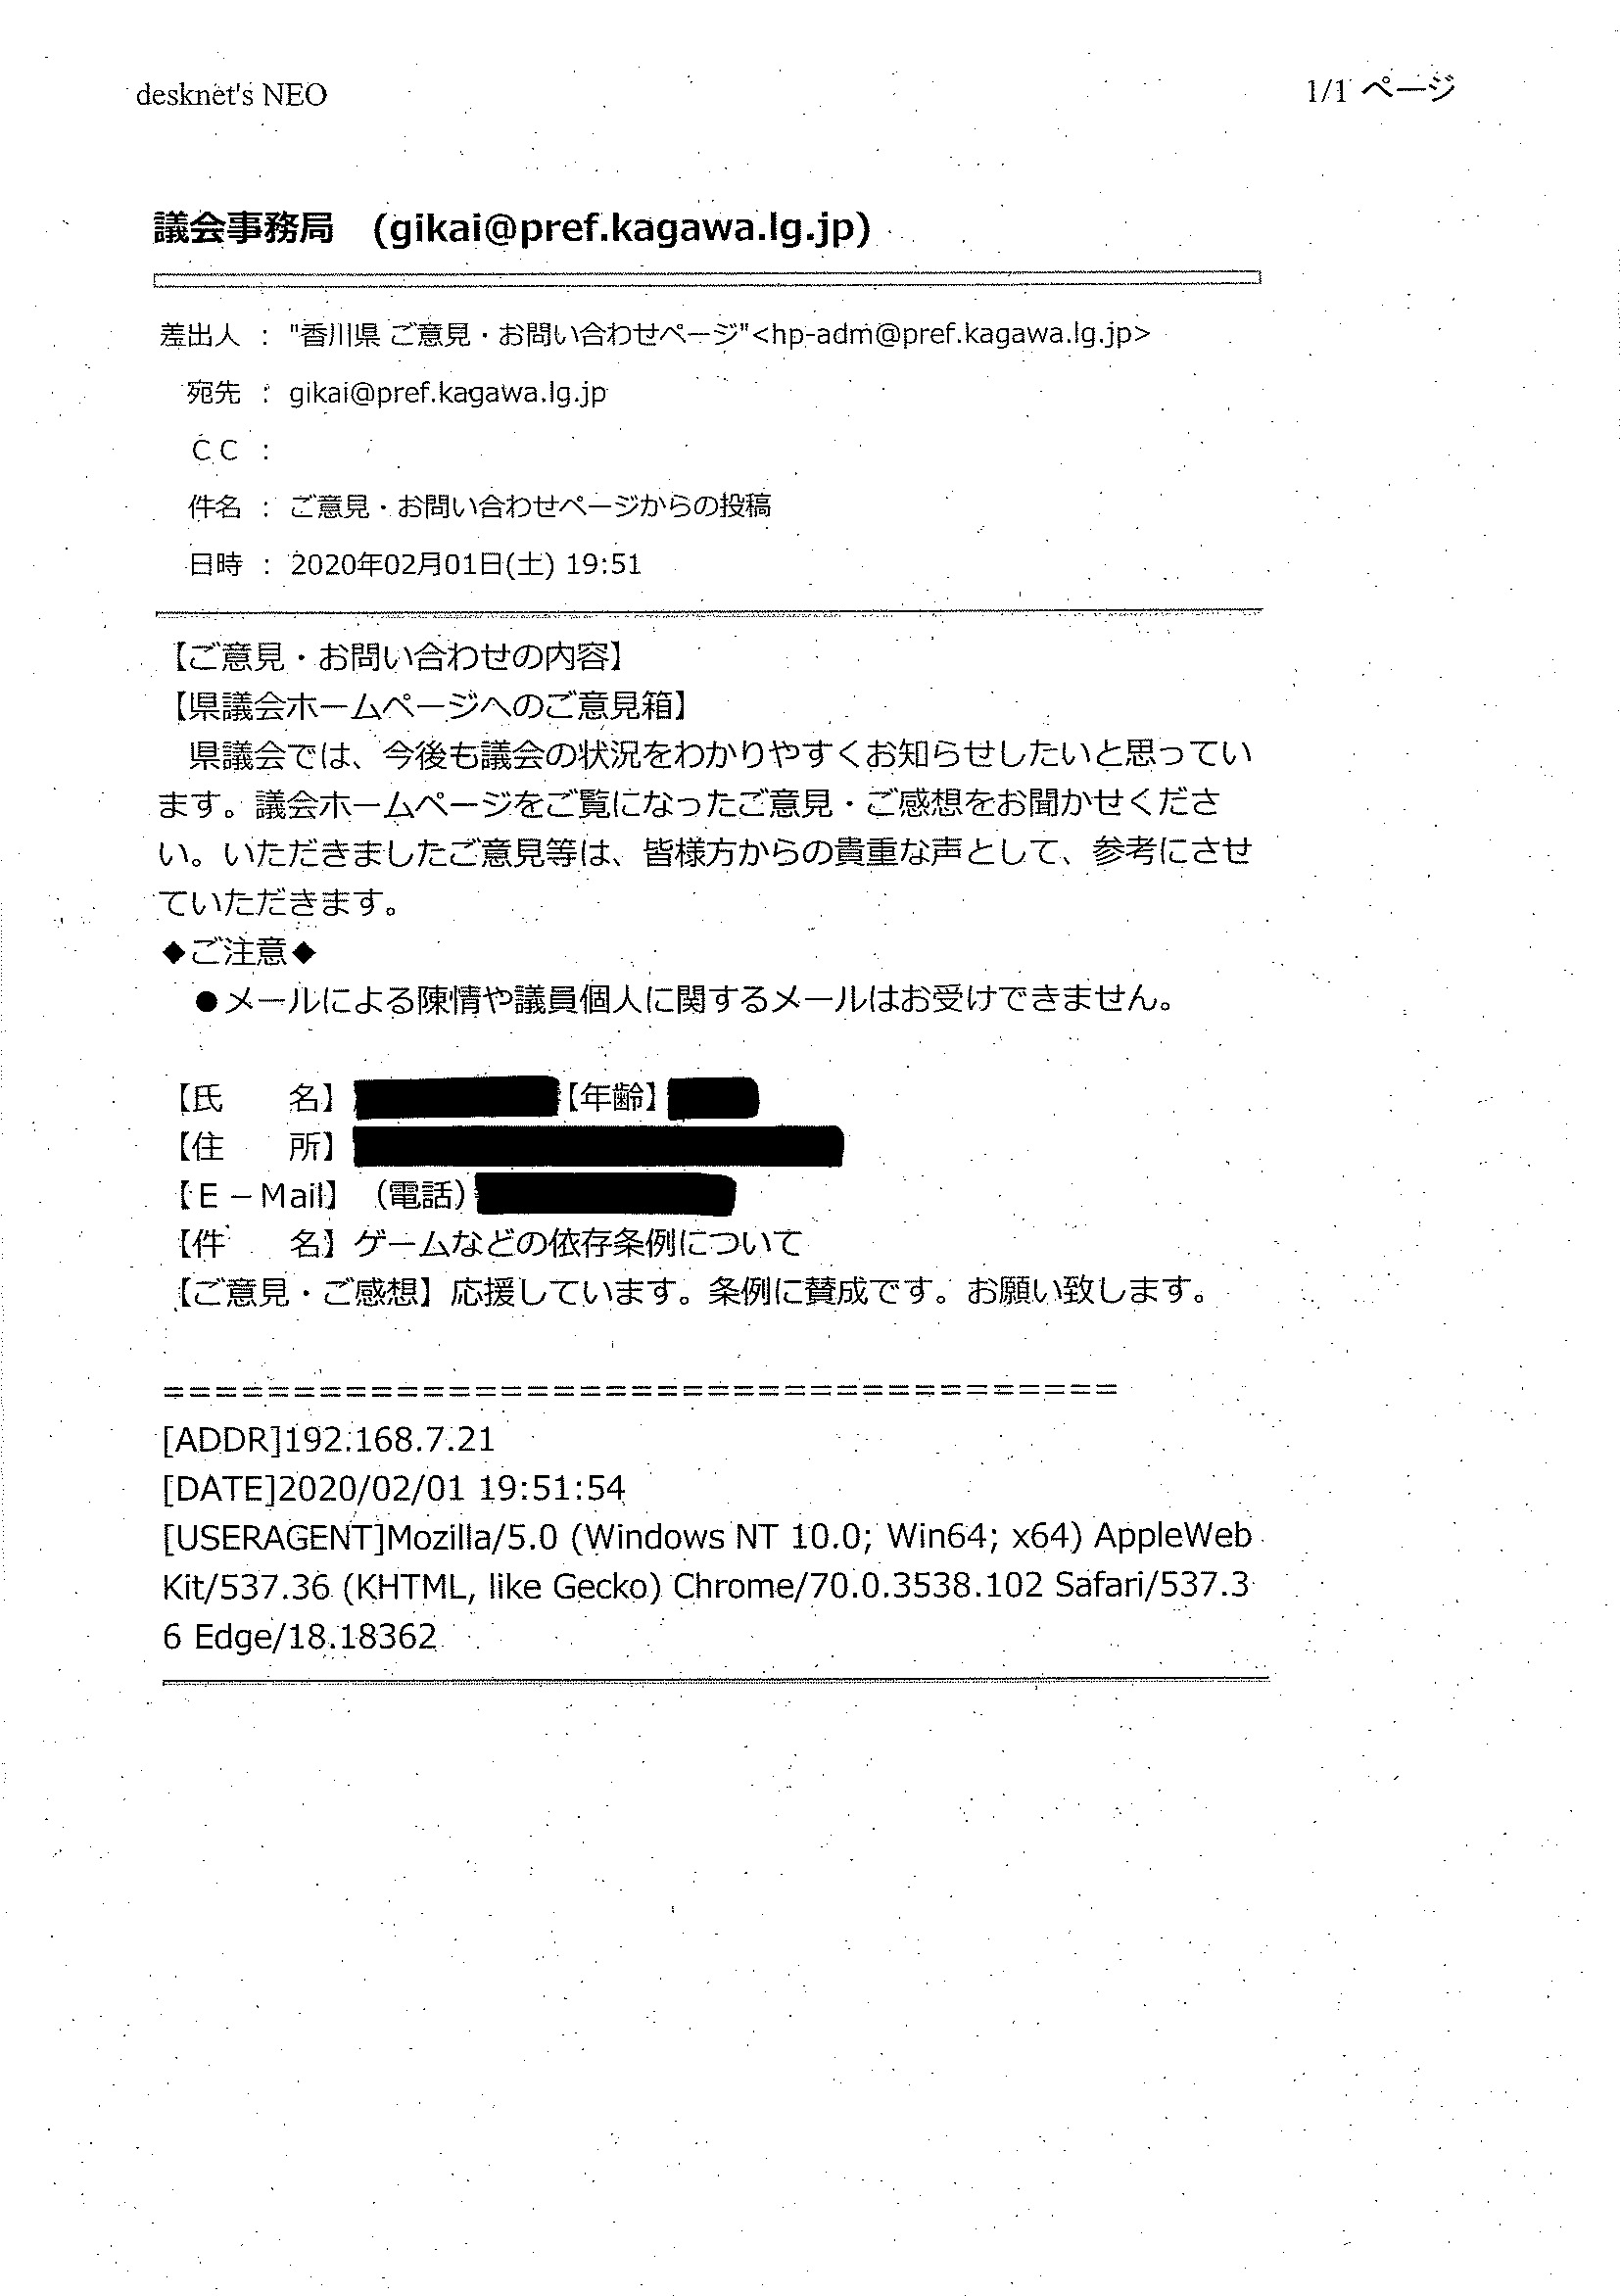 desknet's NEO
1/1 ページ
議会事務局 (gikai@pref.kagawa.lg.jp)
差出人 : "香川県 ご意見・お問い合わせページ"<hp-adm@pref.kagawa.lg.jp>
宛先 : gikai@pref.kagawa.lg.jp
ＣＣ :
件名 : ご意見・お問い合わせページからの投稿
日時 : 2020年02月01日(土) 19:51
【ご意見・お問い合わせの内容】
【県議会ホームページへのご意見箱】
　県議会では、今後も議会の状況をわかりやすくお知らせしたいと思ってい
ます。議会ホームページをご覧になったご意見・ご感想をお聞かせくださ
い。いただきましたご意見等は、皆様方からの貴重な声として、参考にさせ
ていただきます。
◆ご注意◆
　●メールによる陳情や議員個人に関するメールはお受けできません。
【氏　　名】【年齢】
【住　　所】
【Ｅ－Mail】（電話）
【件　　名】ゲームなどの依存条例について
【ご意見・ご感想】応援しています。条例に賛成です。お願い致します。
=====================================
[ADDR]192.168.7.21
[DATE]2020/02/01 19:51:54
[USERAGENT]Mozilla/5.0 (Windows NT 10.0; Win64; x64) AppleWeb
Kit/537.36 (KHTML, like Gecko) Chrome/70.0.3538.102 Safari/537.3
6 Edge/18.18362